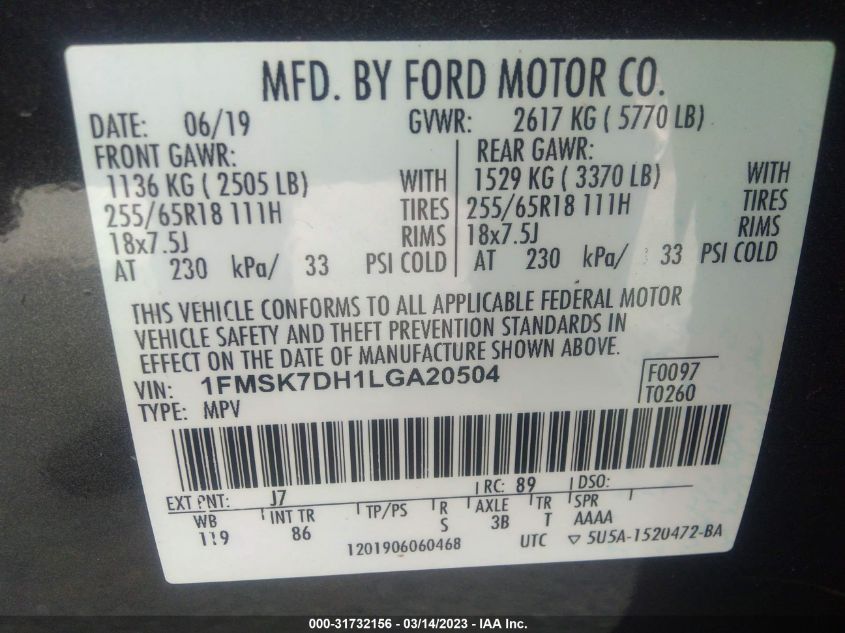 MFD. BY FORD MOTOR CO.
DATE: 06/19 GVWR: 2617 KG ( 5770 LB)
FRONT GAWR: REAR GAWR:
1136 KG ( 2505 LB) WITH 1529 KG ( 3370 LB) WITH
255/65R18 111H TIRES 255/65R18 111H TIRES
18x7.5J RIMS 18x7.5J RIMS
AT 230 kPa/ 33 PSI COLD AT 230 kPa/ 33 PSI COLD
THIS VEHICLE CONFORMS TO ALL APPLICABLE FEDERAL MOTOR
VEHICLE SAFETY AND THEFT PREVENTION STANDARDS IN
EFFECT ON THE DATE OF MANUFACTURE SHOWN ABOVE.
VIN: 1FMSK7DH1LGA20504 F0097
TYPE: MPV T0260
EXT PNT: J7 RC: 89 DSO:
WB INT TR TP/PS R AXLE TR SPR
119 86 S 3B T AAAA
1201906060468 UTC ▽ 5U5A-1520472-BA
000-31732156 - 03/14/2023 - IAA Inc.